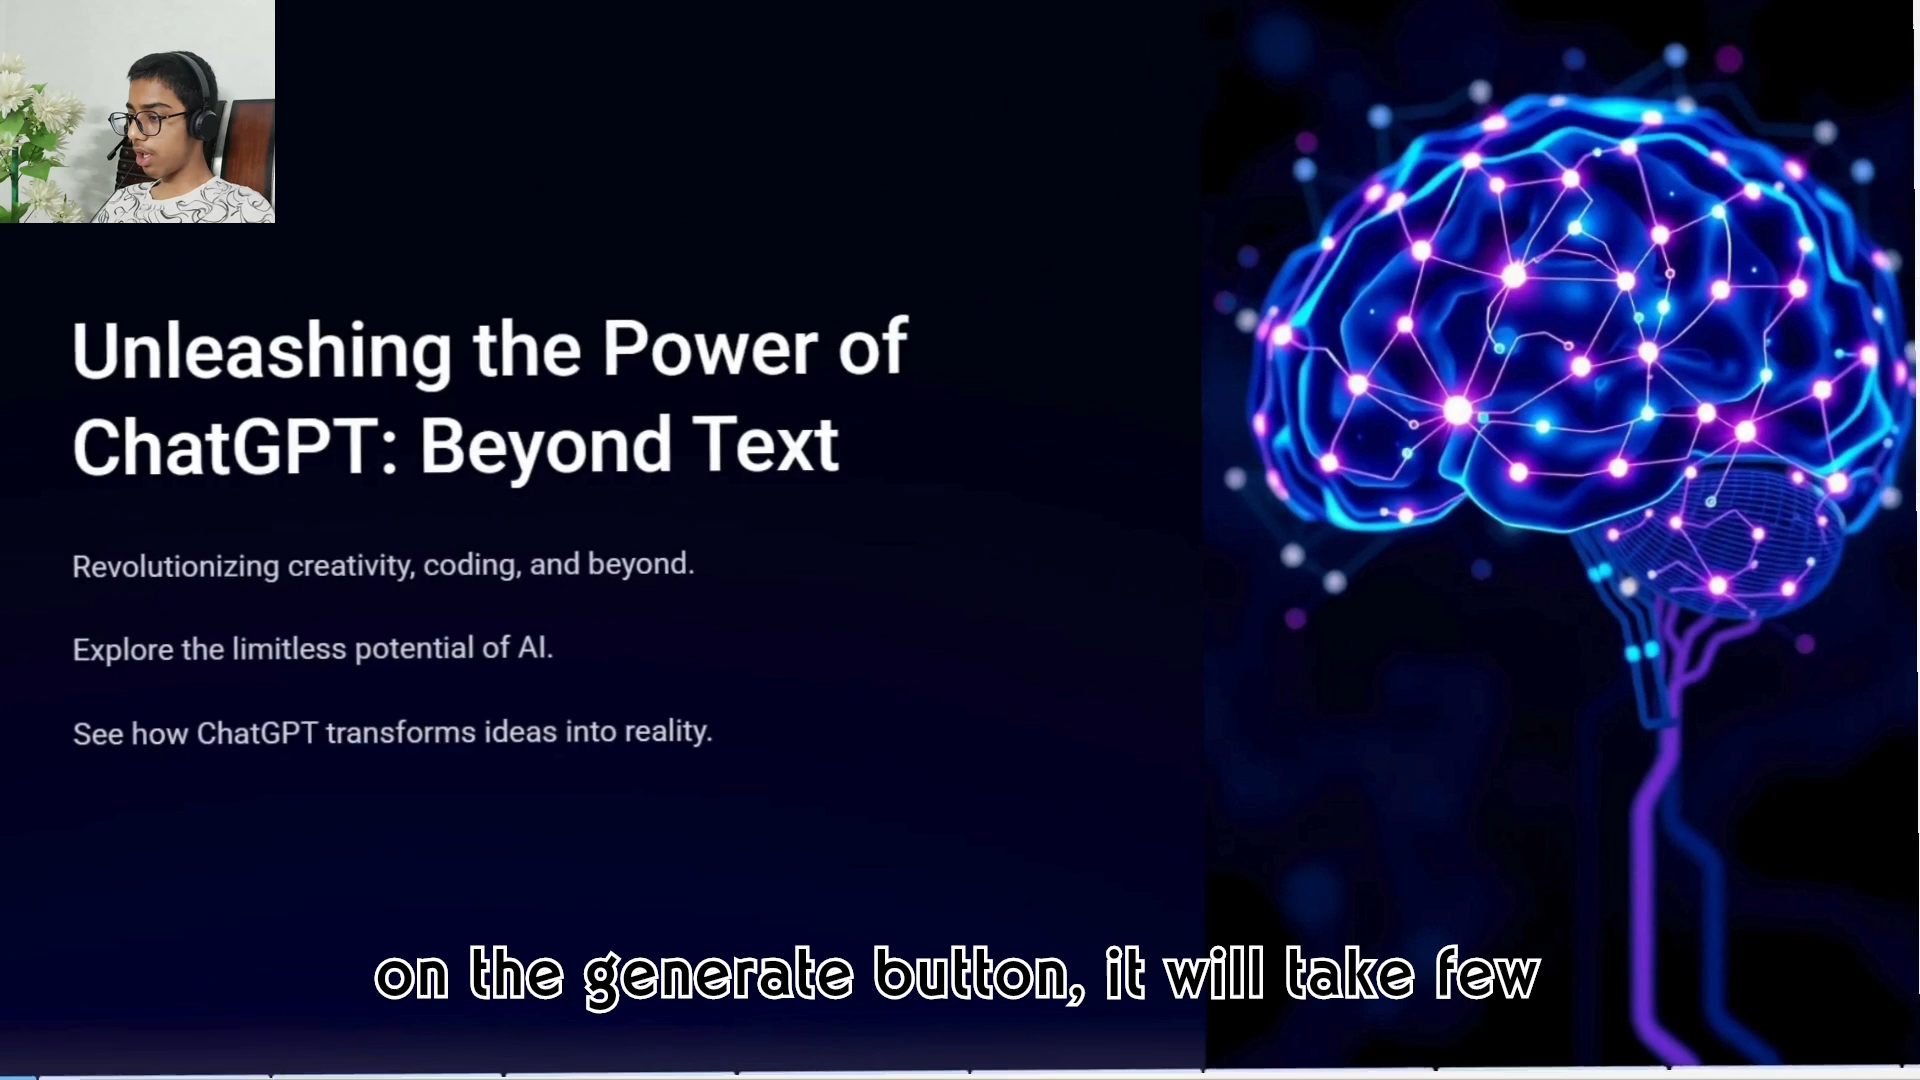 Unleashing the Power of
ChatGPT: Beyond Text
Revolutionizing creativity, coding, and beyond.
Explore the limitless potential of AI.
See how ChatGPT transforms ideas into reality.
on the generate button, it will take few